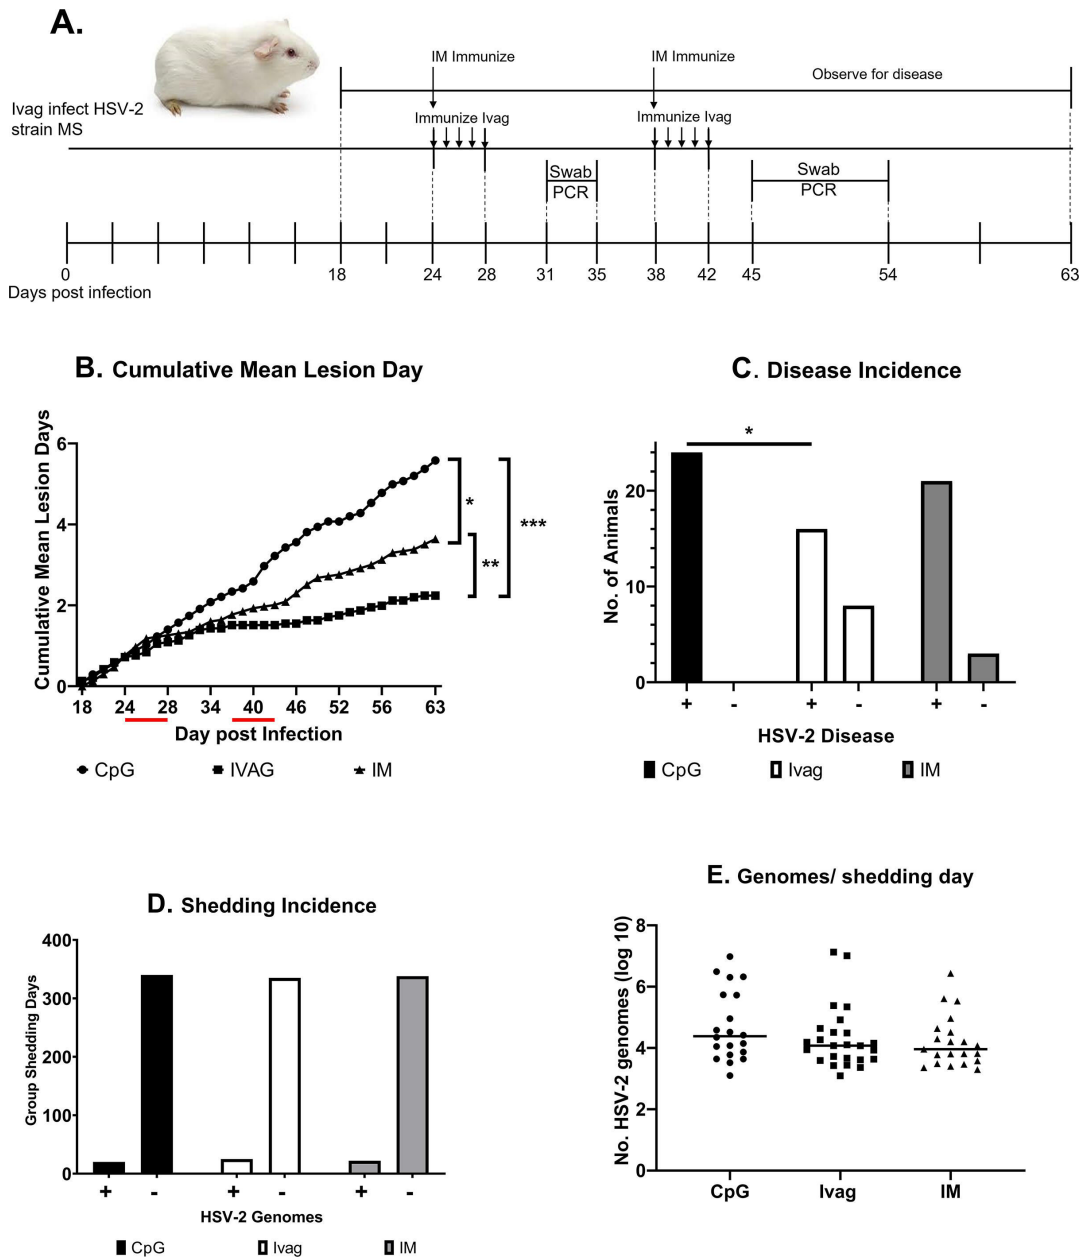 A.
IM Immunize
IM Immunize
Observe for disease
Ivag infect HSV-2
strain MS
Immunize Ivag
Immunize Ivag
Swab
PCR
Swab
PCR
0 18 24 28 31 35 38 42 45 54 63
Days post infection
B. Cumulative Mean Lesion Day
Cumulative Mean Lesion Days
6
4
2
0
*
**
***
18 24 28 34 40 46 52 56 63
Day post Infection
CpG IVAG IM
C. Disease Incidence
No. of Animals
20
10
0
*
+ - + - + -
HSV-2 Disease
CpG Ivag IM
D. Shedding Incidence
Group Shedding Days
400
300
200
100
0
+ - + - + -
HSV-2 Genomes
CpG Ivag IM
E. Genomes/ shedding day
No. HSV-2 genomes (log 10)
8
6
4
2
0
CpG Ivag IM